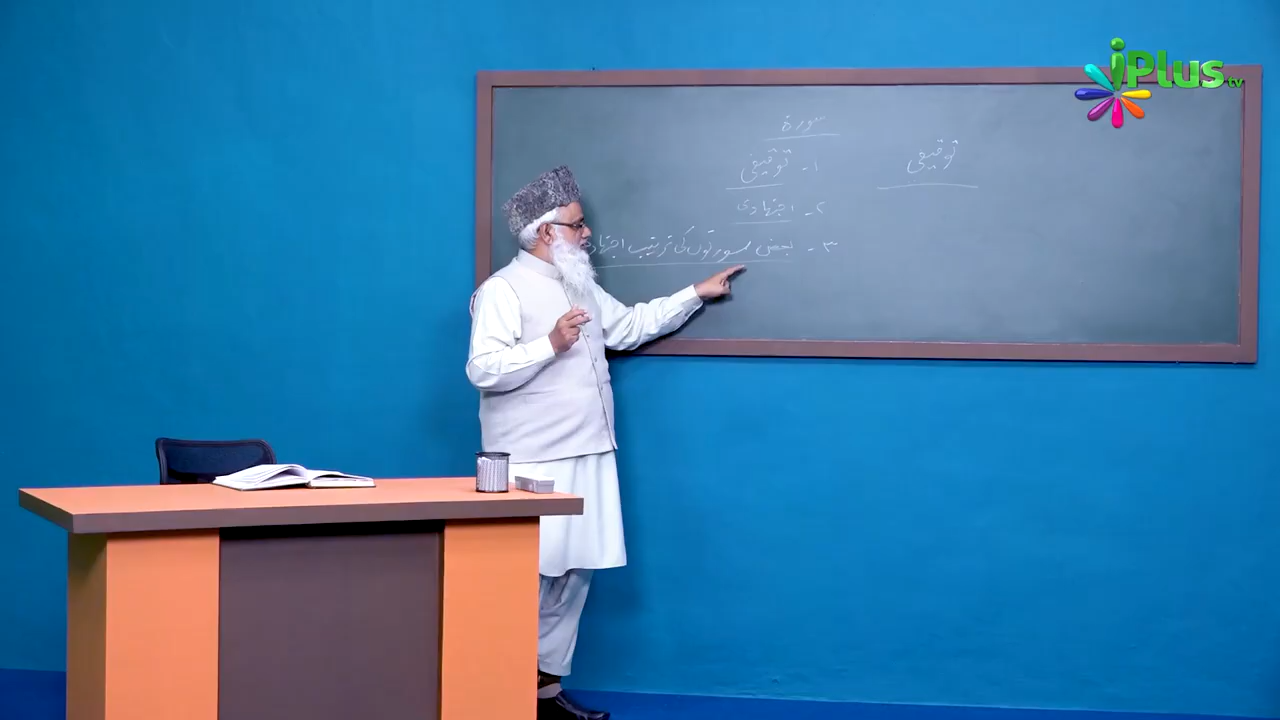 iPlus tv
سورۃ
توقیفی
۱۔ توقیفی
۲۔ اجتہادی
۳۔ بعض سورتوں کی ترتیب اجتہادی